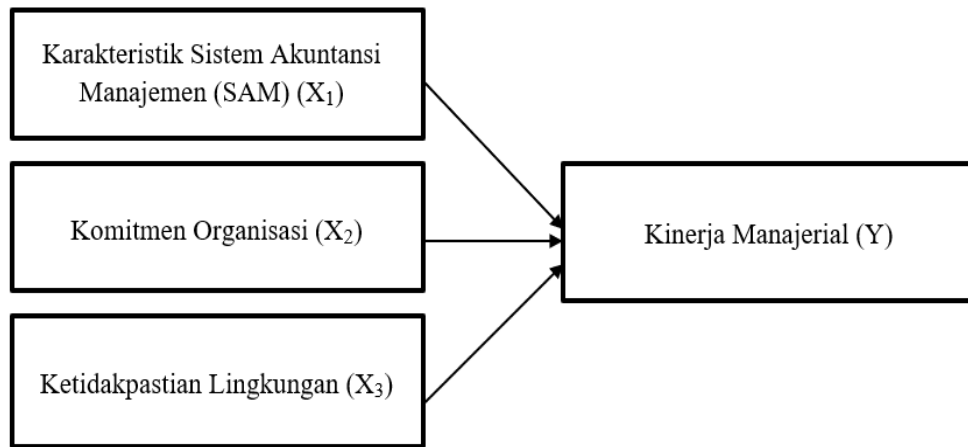 Karakteristik Sistem Akuntansi
Manajemen (SAM) (X₁)
Komitmen Organisasi (X₂)
Kinerja Manajerial (Y)
Ketidakpastian Lingkungan (X₃)